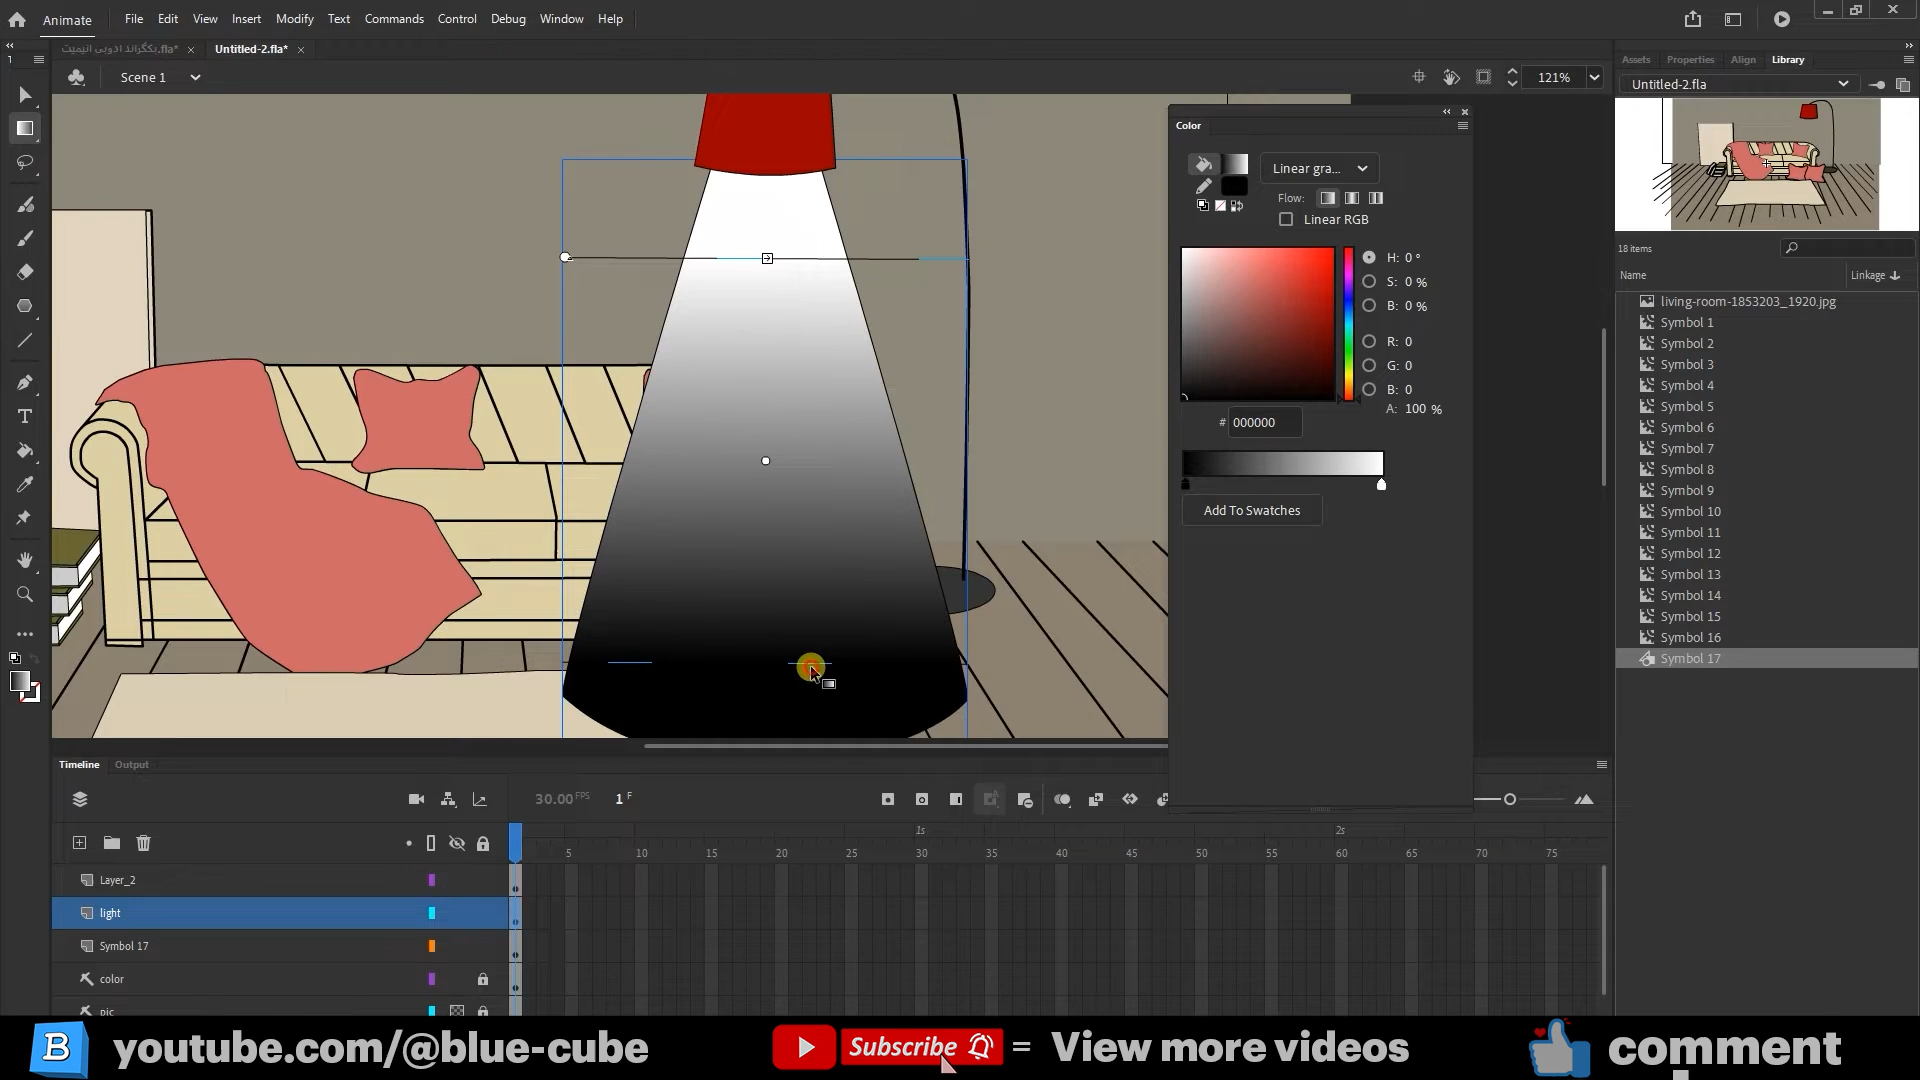 Animate File Edit View Insert Modify Text Commands Control Debug Window Help
بکگراند ادوبی انیمیت.fla* Untitled-2.fla*
Scene 1 121%
Assets Properties Align Library
Untitled-2.fla
Color
Linear gra...
Flow:
Linear RGB
H: 0 °
S: 0 %
B: 0 %
R: 0
G: 0
B: 0
A: 100 %
# 000000
Add To Swatches
18 items
Name Linkage
living-room-1853203_1920.jpg
Symbol 1
Symbol 2
Symbol 3
Symbol 4
Symbol 5
Symbol 6
Symbol 7
Symbol 8
Symbol 9
Symbol 10
Symbol 11
Symbol 12
Symbol 13
Symbol 14
Symbol 15
Symbol 16
Symbol 17
Timeline Output
30.00 FPS 1 F
1s 2s
5 10 15 20 25 30 35 40 45 50 55 60 65 70 75
Layer_2
light
Symbol 17
color
pic
B youtube.com/@blue-cube Subscribe = View more videos comment